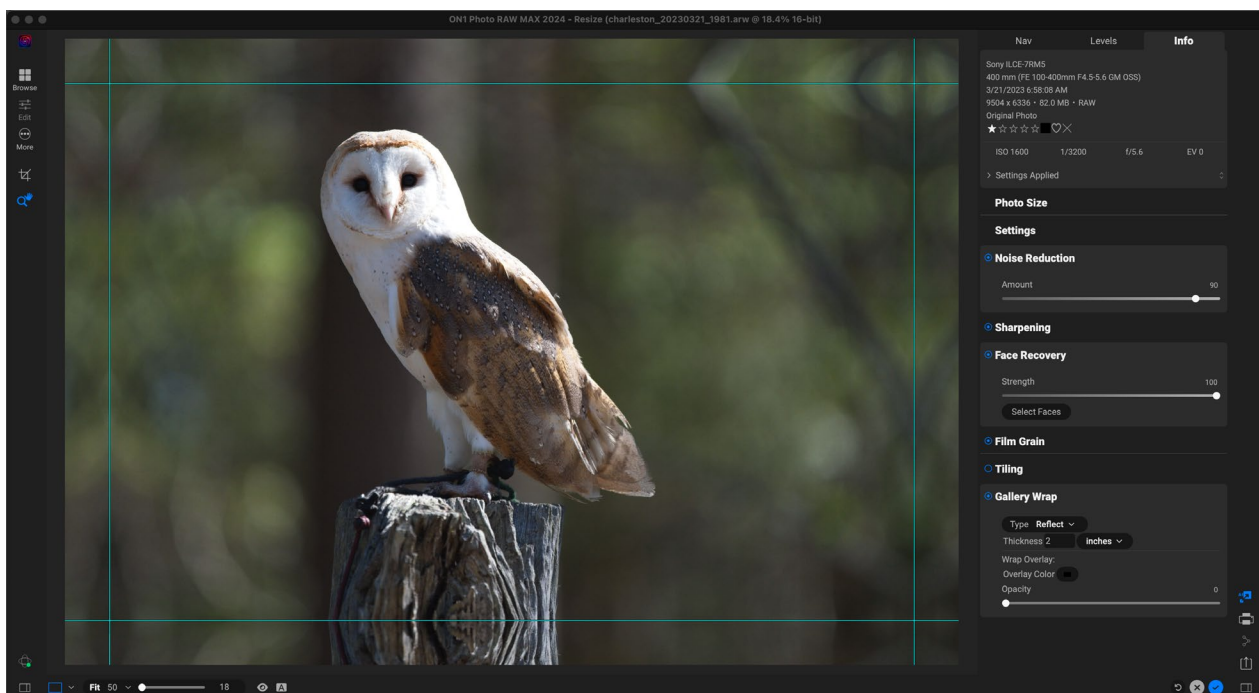 ON1 Photo RAW MAX 2024 - Resize (charleston_20230321_1981.arw @ 18.4% 16-bit)
Browse
Edit
More
Nav Levels Info
Sony ILCE-7RM5
400 mm (FE 100-400mm F4.5-5.6 GM OSS)
3/21/2023 6:58:08 AM
9504 x 6336 • 82.0 MB • RAW
Original Photo
ISO 1600 1/3200 f/5.6 EV 0
> Settings Applied
Photo Size
Settings
Noise Reduction
Amount 90
Sharpening
Face Recovery
Strength 100
Select Faces
Film Grain
Tiling
Gallery Wrap
Type Reflect
Thickness 2 inches
Wrap Overlay:
Overlay Color
Opacity 0
Fit 50 18 A